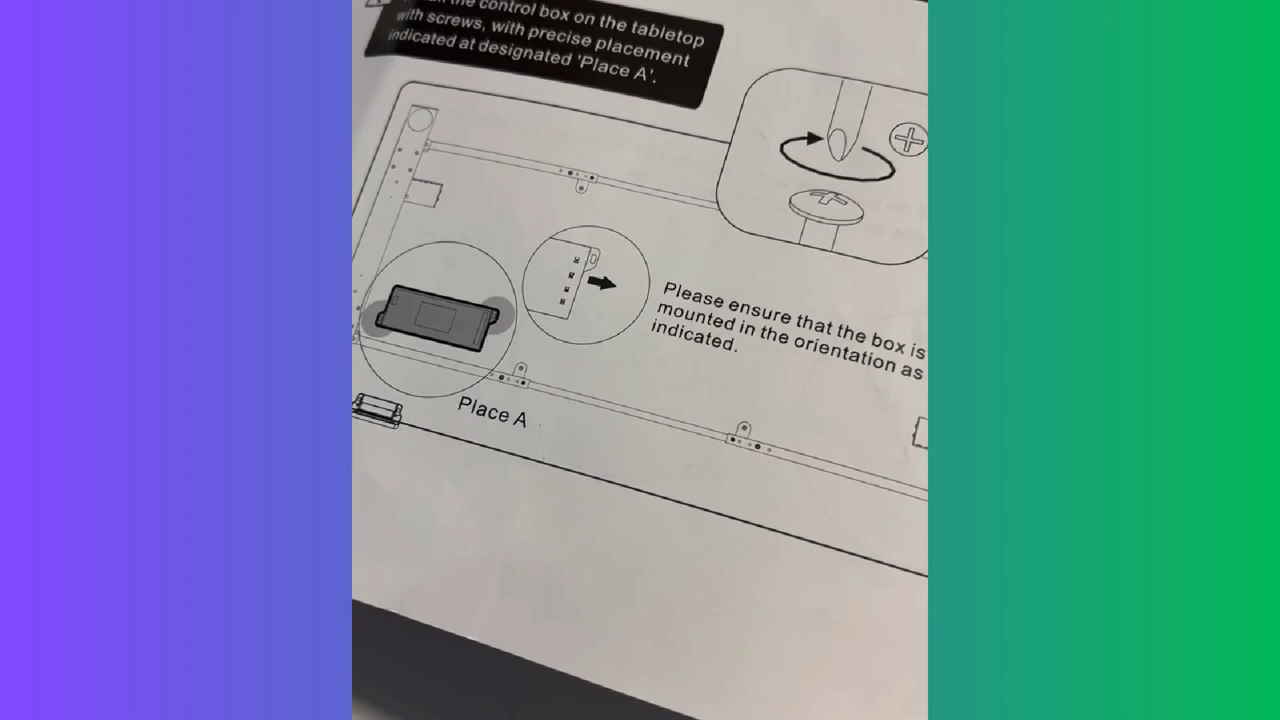 the control box on the tabletop
with screws, with precise placement
indicated at designated 'Place A'.
Please ensure that the box is
mounted in the orientation as
indicated.
Place A